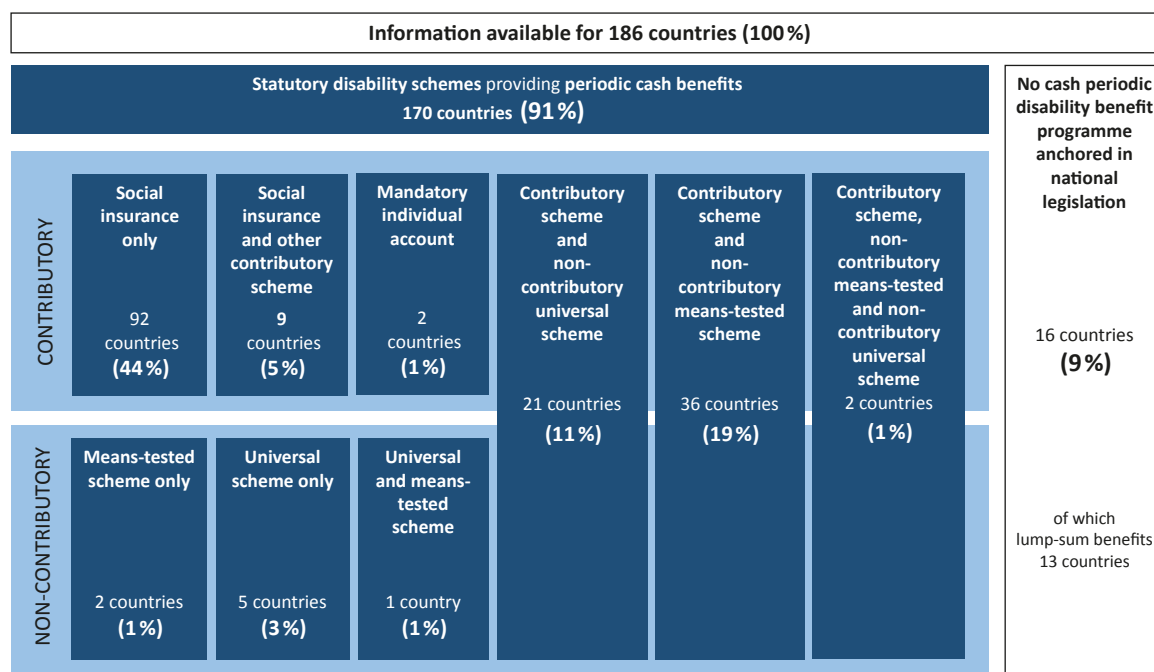 Information available for 186 countries (100%)
Statutory disability schemes providing periodic cash benefits
170 countries (91%)
No cash periodic
disability benefit
programme
anchored in
national
legislation
16 countries
(9%)
of which
lump-sum benefits
13 countries
CONTRIBUTORY
Social
insurance
only
92
countries
(44%)
Social
insurance
and other
contributory
scheme
9
countries
(5%)
Mandatory
individual
account
2
countries
(1%)
Contributory
scheme
and
non-
contributory
universal
scheme
21 countries
(11%)
Contributory
scheme
and
non-
contributory
means-tested
scheme
36 countries
(19%)
Contributory
scheme,
non-
contributory
means-tested
and non-
contributory
universal
scheme
2 countries
(1%)
NON-CONTRIBUTORY
Means-tested
scheme only
2 countries
(1%)
Universal
scheme only
5 countries
(3%)
Universal
and means-
tested
scheme
1 country
(1%)